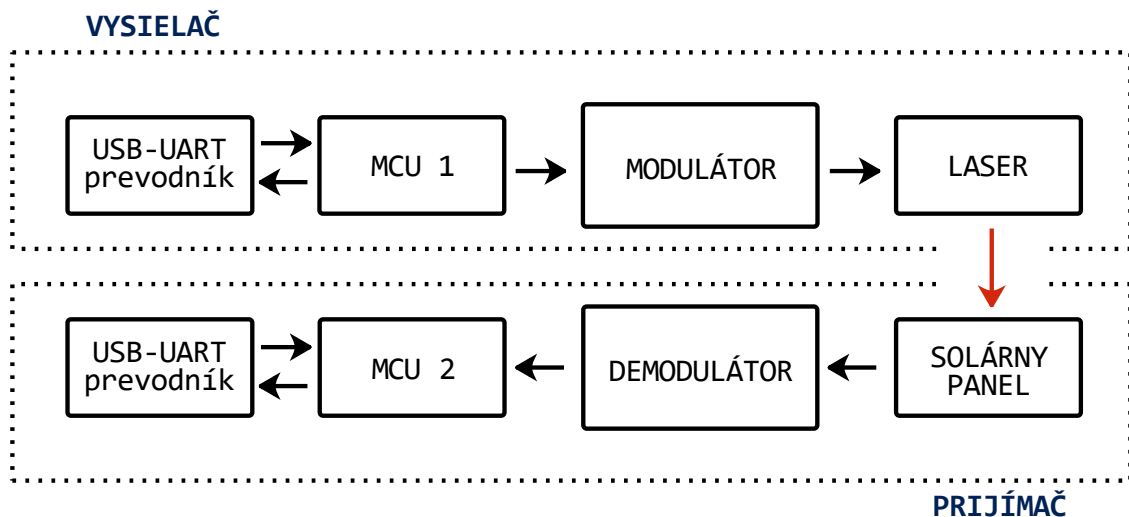 VYSIELAČ
USB-UART
prevodník
MCU 1
MODULÁTOR
LASER
USB-UART
prevodník
MCU 2
DEMODULÁTOR
SOLÁRNY
PANEL
PRIJÍMAČ